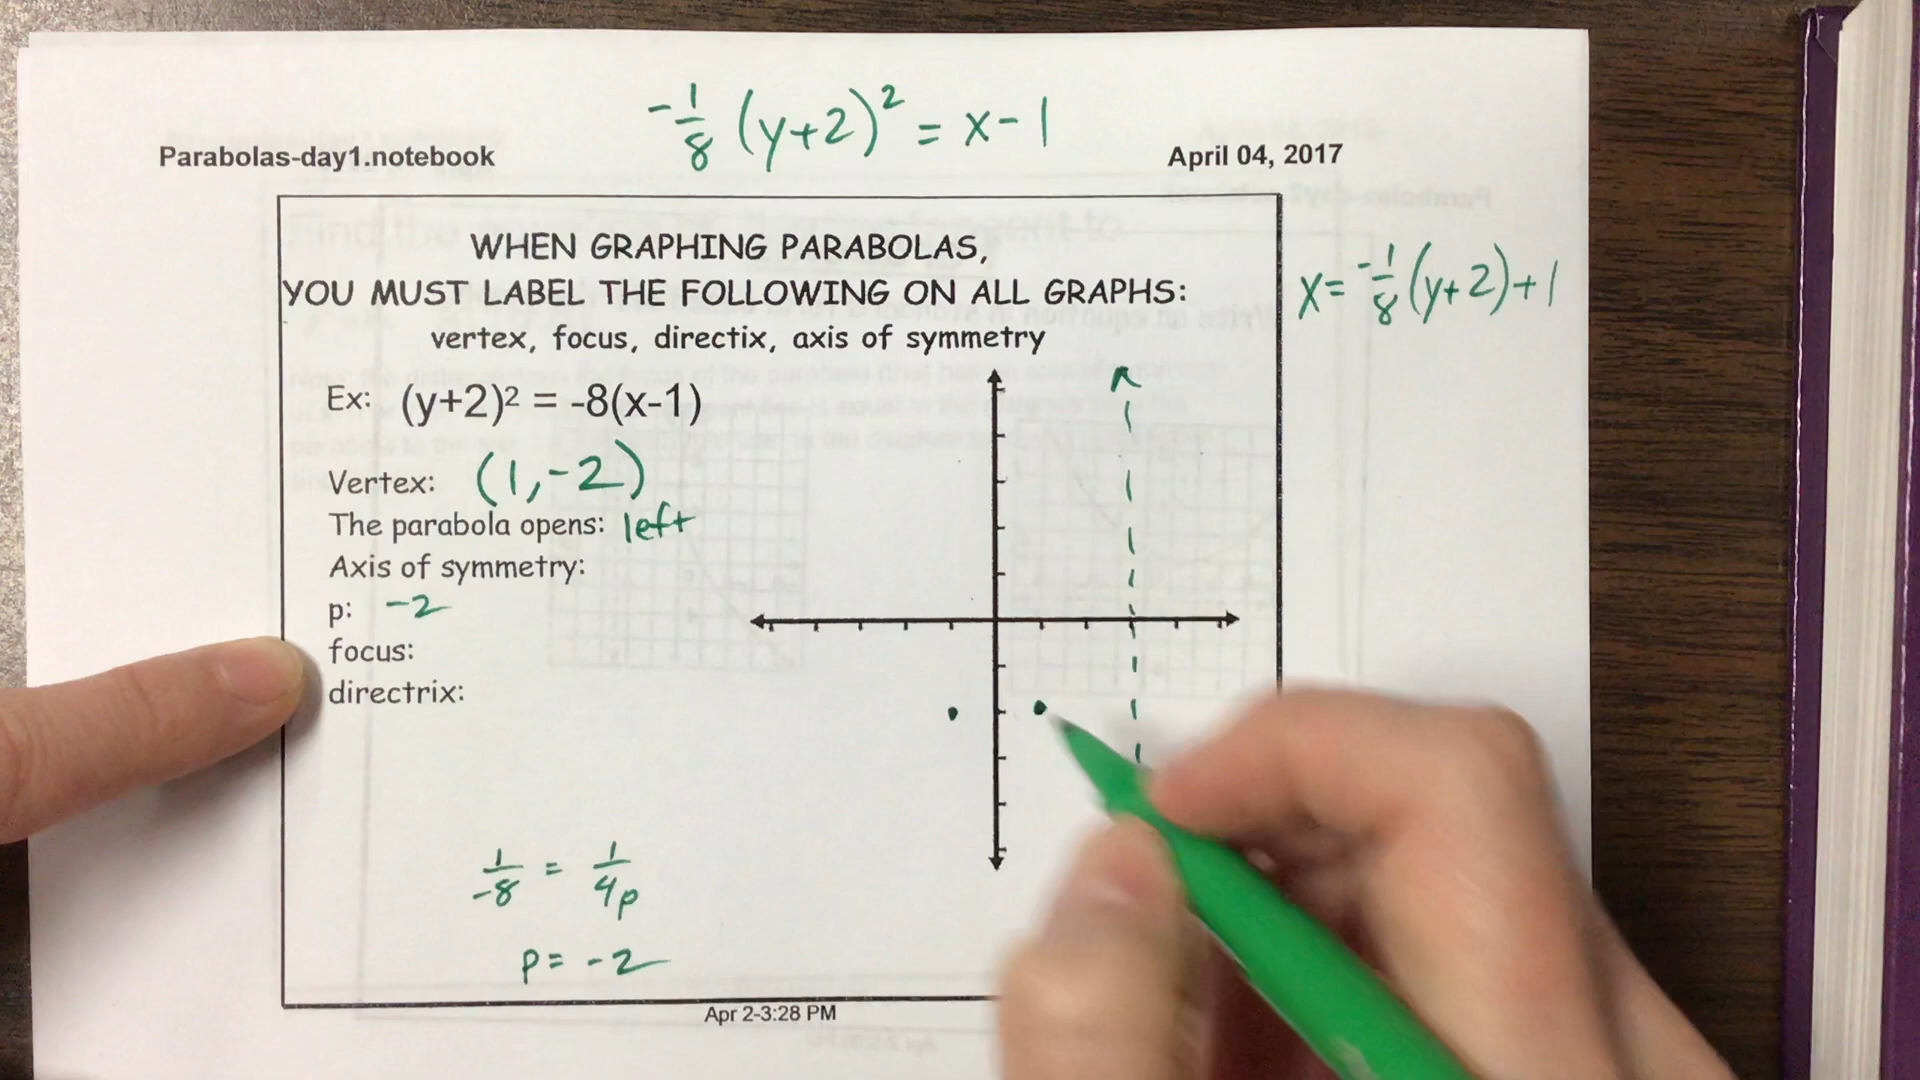 -1/8 (y+2)² = x-1
Parabolas-day1.notebook
April 04, 2017
WHEN GRAPHING PARABOLAS,
YOU MUST LABEL THE FOLLOWING ON ALL GRAPHS:
vertex, focus, directix, axis of symmetry
x= -1/8 (y+2)+1
Ex: (y+2)² = -8(x-1)
Vertex: (1,-2)
The parabola opens: left
Axis of symmetry:
p: -2
focus:
directrix:
1/-8 = 1/4p
p= -2
Apr 2-3:28 PM